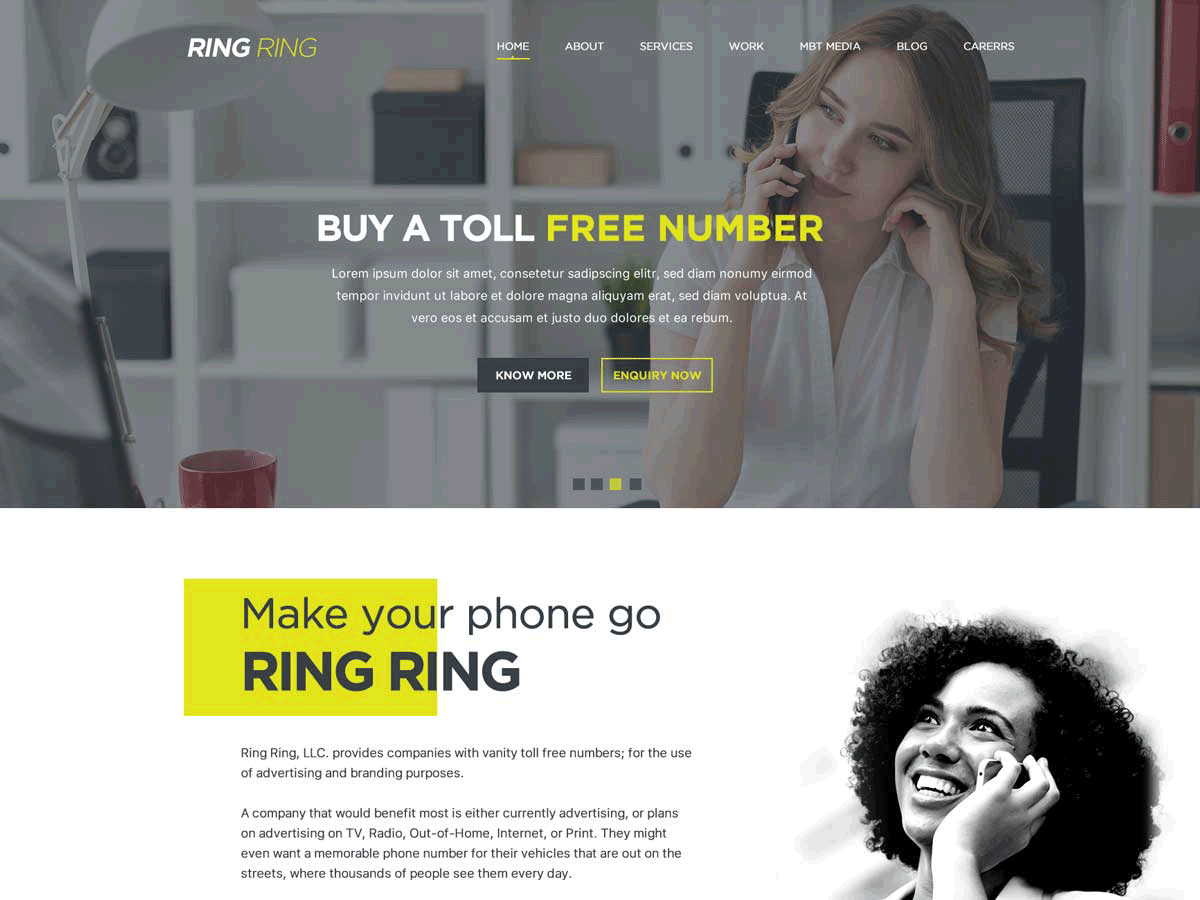 RING RING
HOME ABOUT SERVICES WORK MBT MEDIA BLOG CARERRS
BUY A TOLL FREE NUMBER
Lorem ipsum dolor sit amet, consetetur sadipscing elitr, sed diam nonumy eirmod
tempor invidunt ut labore et dolore magna aliquyam erat, sed diam voluptua. At
vero eos et accusam et justo duo dolores et ea rebum.
KNOW MORE ENQUIRY NOW
Make your phone go
RING RING
Ring Ring, LLC. provides companies with vanity toll free numbers; for the use
of advertising and branding purposes.
A company that would benefit most is either currently advertising, or plans
on advertising on TV, Radio, Out-of-Home, Internet, or Print. They might
even want a memorable phone number for their vehicles that are out on the
streets, where thousands of people see them every day.